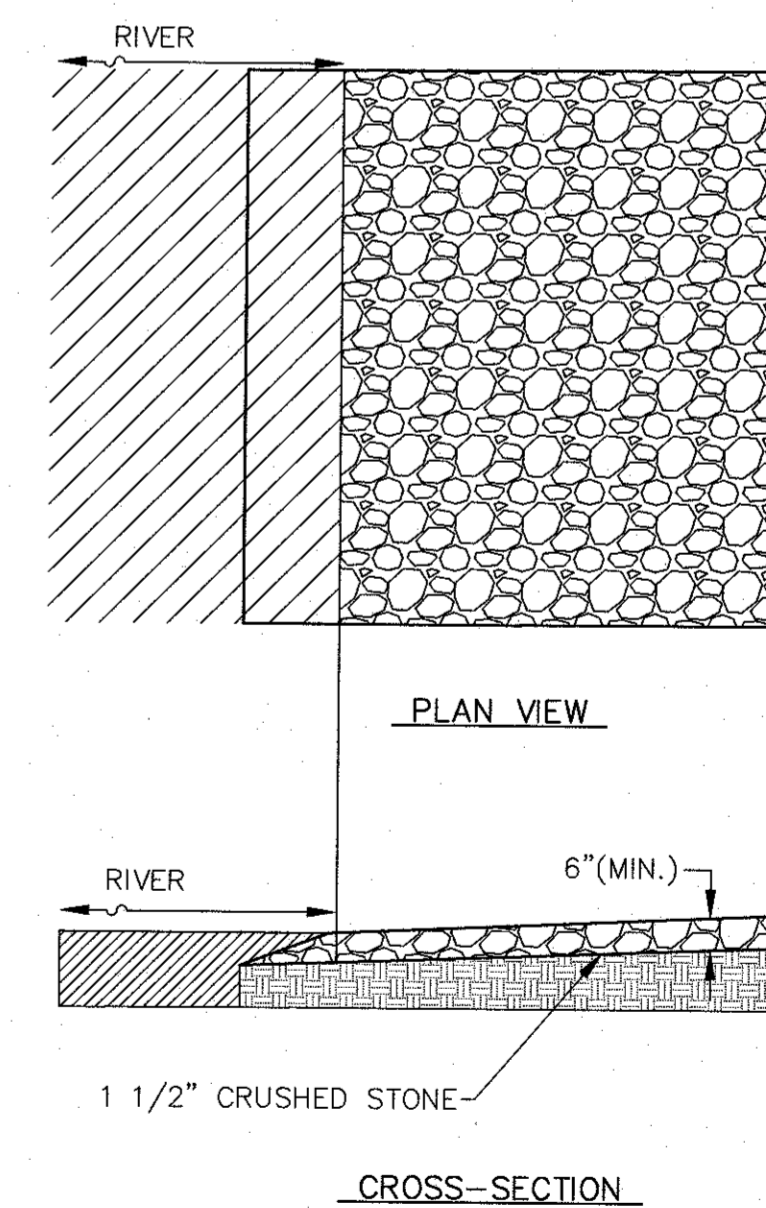 RIVER
PLAN VIEW
RIVER
6"(MIN.)
1 1/2" CRUSHED STONE
CROSS-SECTION